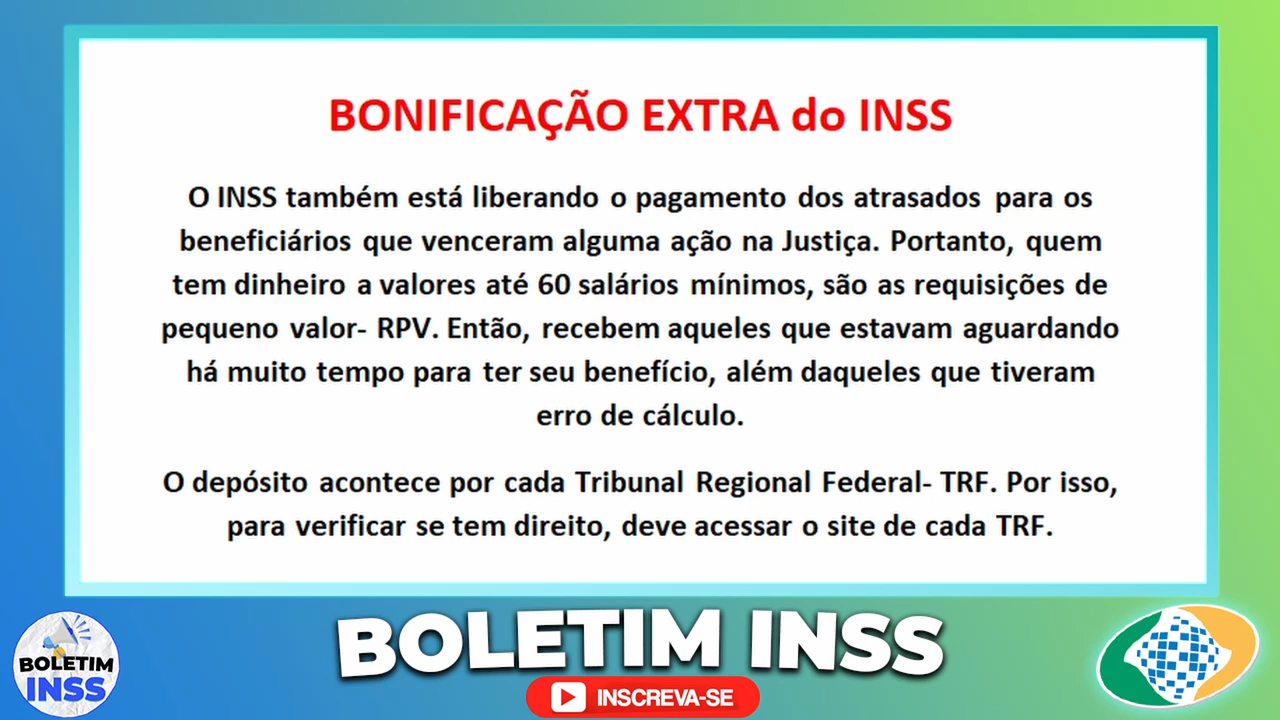 BONIFICAÇÃO EXTRA do INSS
O INSS também está liberando o pagamento dos atrasados para os
beneficiários que venceram alguma ação na Justiça. Portanto, quem
tem dinheiro a valores até 60 salários mínimos, são as requisições de
pequeno valor- RPV. Então, recebem aqueles que estavam aguardando
há muito tempo para ter seu benefício, além daqueles que tiveram
erro de cálculo.
O depósito acontece por cada Tribunal Regional Federal- TRF. Por isso,
para verificar se tem direito, deve acessar o site de cada TRF.
BOLETIM INSS
INSCREVA-SE
BOLETIM
INSS